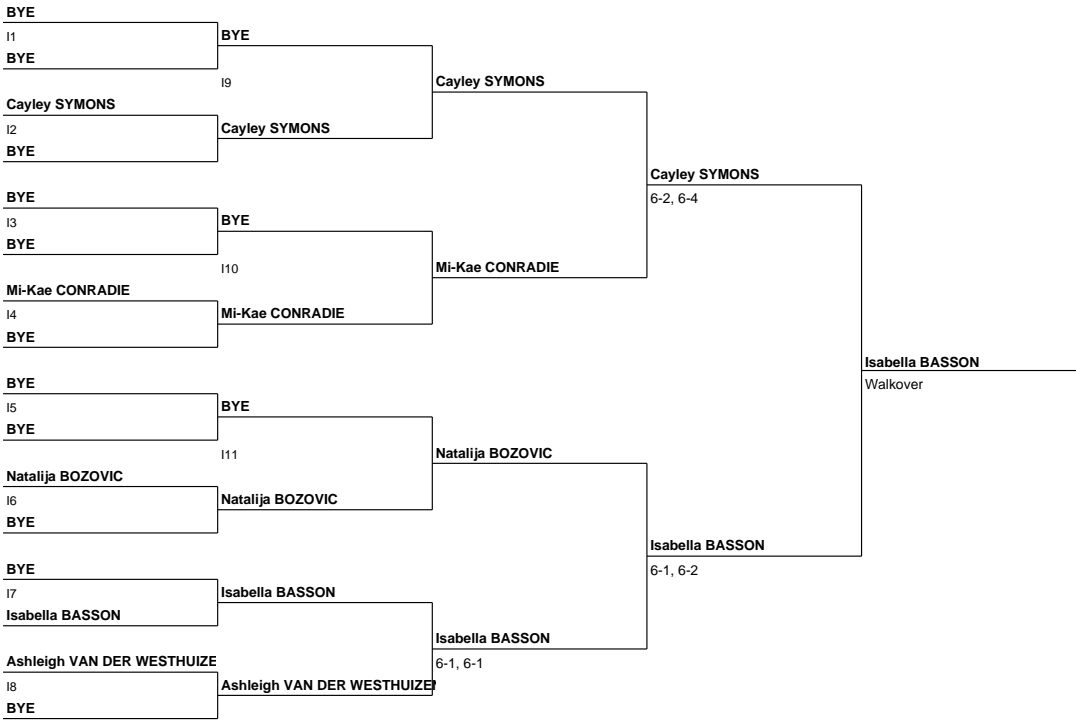 BYE
I1
BYE
Cayley SYMONS
I2
BYE
BYE
I3
BYE
Mi-Kae CONRADIE
I4
BYE
BYE
I5
BYE
Natalija BOZOVIC
I6
BYE
BYE
I7
Isabella BASSON
Ashleigh VAN DER WESTHUIZE
I8
BYE
BYE
I9
Cayley SYMONS
BYE
I10
Mi-Kae CONRADIE
BYE
I11
Natalija BOZOVIC
Isabella BASSON
Ashleigh VAN DER WESTHUIZEN
Cayley SYMONS
Mi-Kae CONRADIE
Natalija BOZOVIC
Isabella BASSON
6-1, 6-1
Cayley SYMONS
6-2, 6-4
Isabella BASSON
6-1, 6-2
Isabella BASSON
Walkover